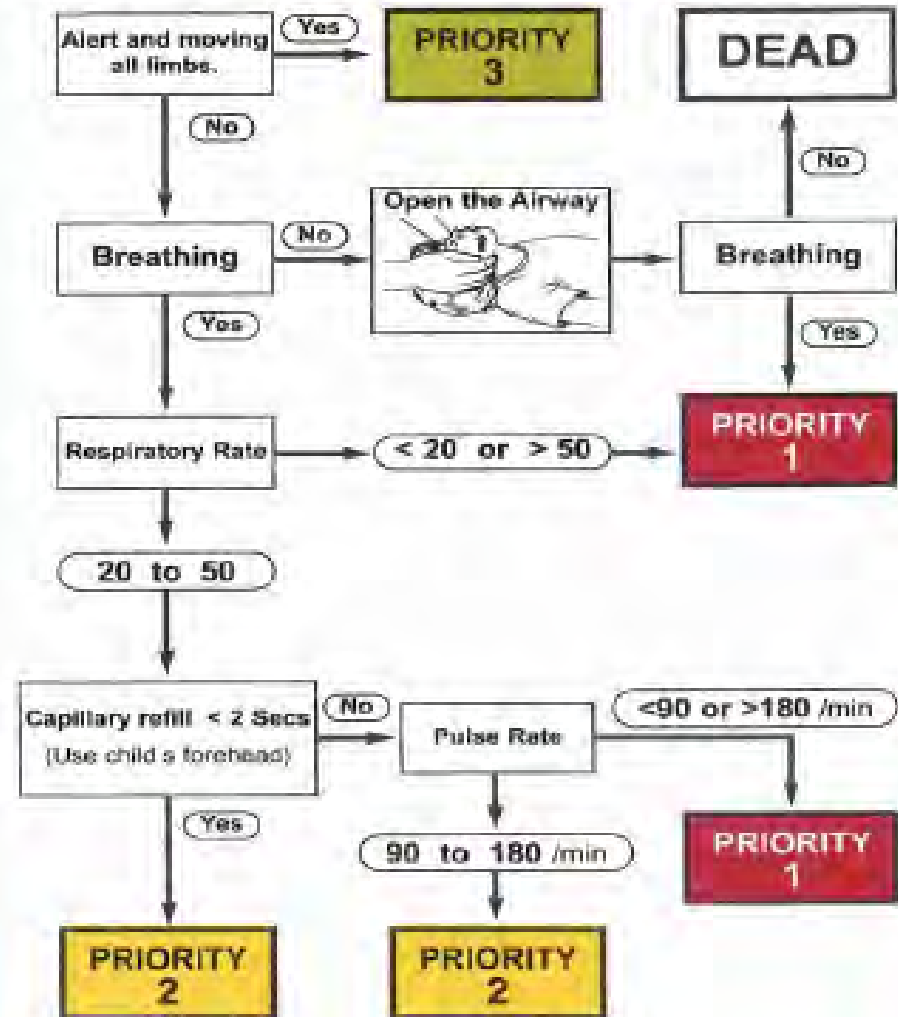 Alert and moving
all limbs.
Yes
PRIORITY
3
DEAD
No
No
Breathing
No
Open the Airway
Breathing
Yes
Yes
Respiratory Rate
< 20 or > 50
PRIORITY
1
20 to 50
Capillary refill < 2 Secs
(Use child s forehead)
No
Pulse Rate
<90 or >180 /min
Yes
90 to 180 /min
PRIORITY
1
PRIORITY
2
PRIORITY
2